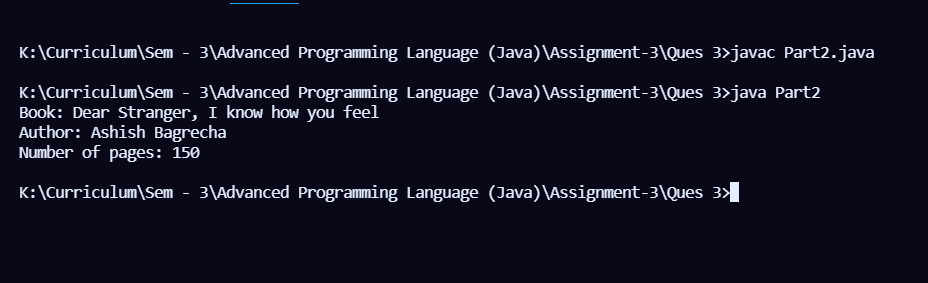 K:\Curriculum\Sem - 3\Advanced Programming Language (Java)\Assignment-3\Ques 3>javac Part2.java
K:\Curriculum\Sem - 3\Advanced Programming Language (Java)\Assignment-3\Ques 3>java Part2
Book: Dear Stranger, I know how you feel
Author: Ashish Bagrecha
Number of pages: 150
K:\Curriculum\Sem - 3\Advanced Programming Language (Java)\Assignment-3\Ques 3>